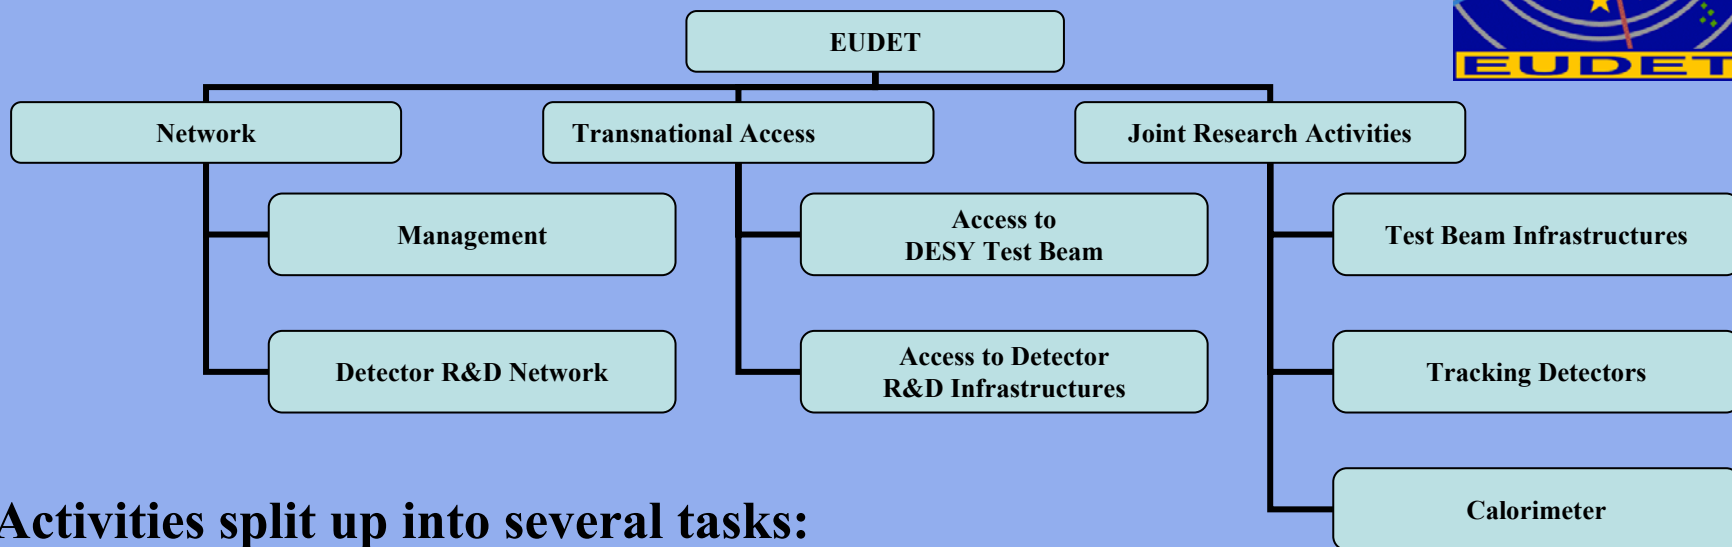 EUDET
EUDET
Network
Transnational Access
Joint Research Activities
Management
Access to
DESY Test Beam
Test Beam Infrastructures
Detector R&D Network
Access to Detector
R&D Infrastructures
Tracking Detectors
Calorimeter
Activities split up into several tasks: